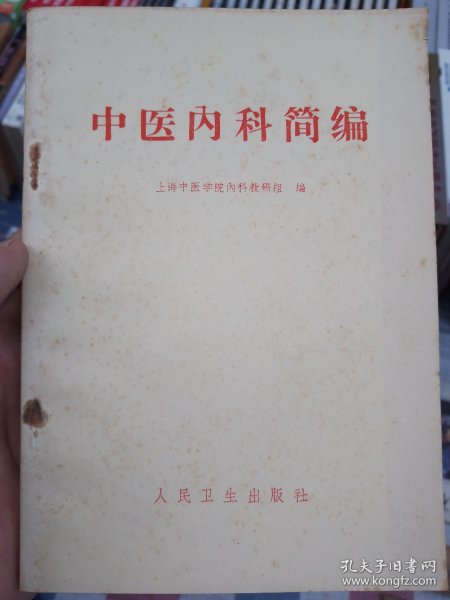 中医内科简编
上海中医学院内科教研组 编
人民卫生出版社
孔夫子旧书网
www.kongfz.com